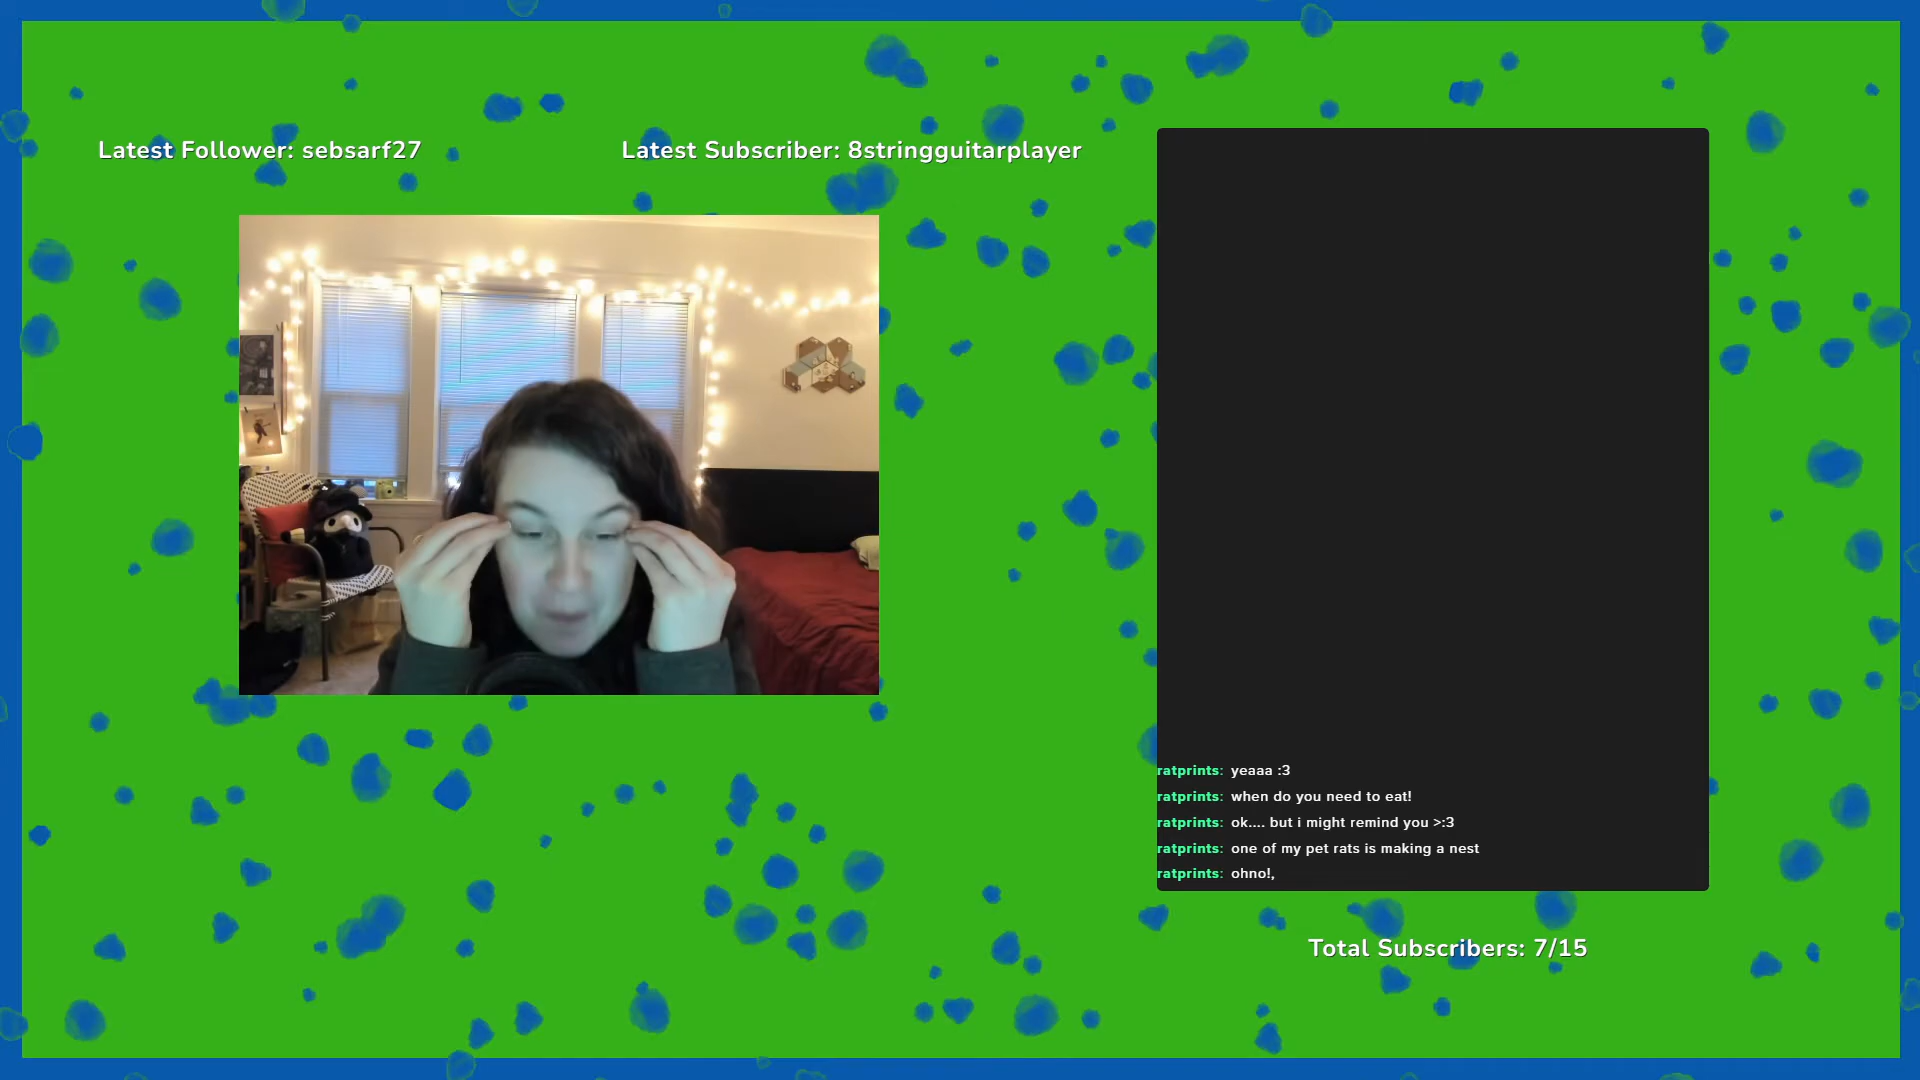 Latest Follower: sebsarf27
Latest Subscriber: 8stringguitarplayer
ratprints: yeaaa :3
ratprints: when do you need to eat!
ratprints: ok.... but i might remind you >:3
ratprints: one of my pet rats is making a nest
ratprints: ohno!,
Total Subscribers: 7/15